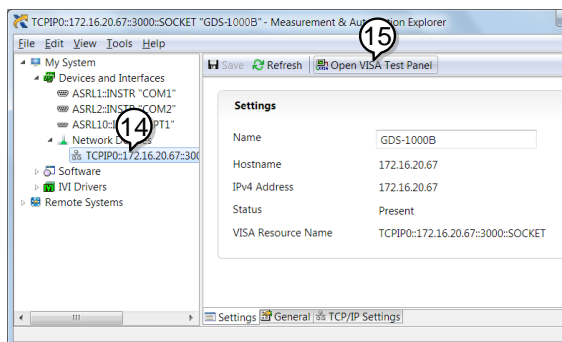 TCPIP0::172.16.20.67::3000::SOCKET "GDS-1000B" - Measurement & Automation Explorer
15
File Edit View Tools Help
Save Refresh Open VISA Test Panel
My System
Devices and Interfaces
ASRL1::INSTR "COM1"
ASRL2::INSTR "COM2"
ASRL10::I PT1"
14
Network De ices
TCPIP0::172.16.20.67::300
Software
IVI Drivers
Remote Systems
Settings
Name GDS-1000B
Hostname 172.16.20.67
IPv4 Address 172.16.20.67
Status Present
VISA Resource Name TCPIP0::172.16.20.67::3000::SOCKET
Settings General TCP/IP Settings